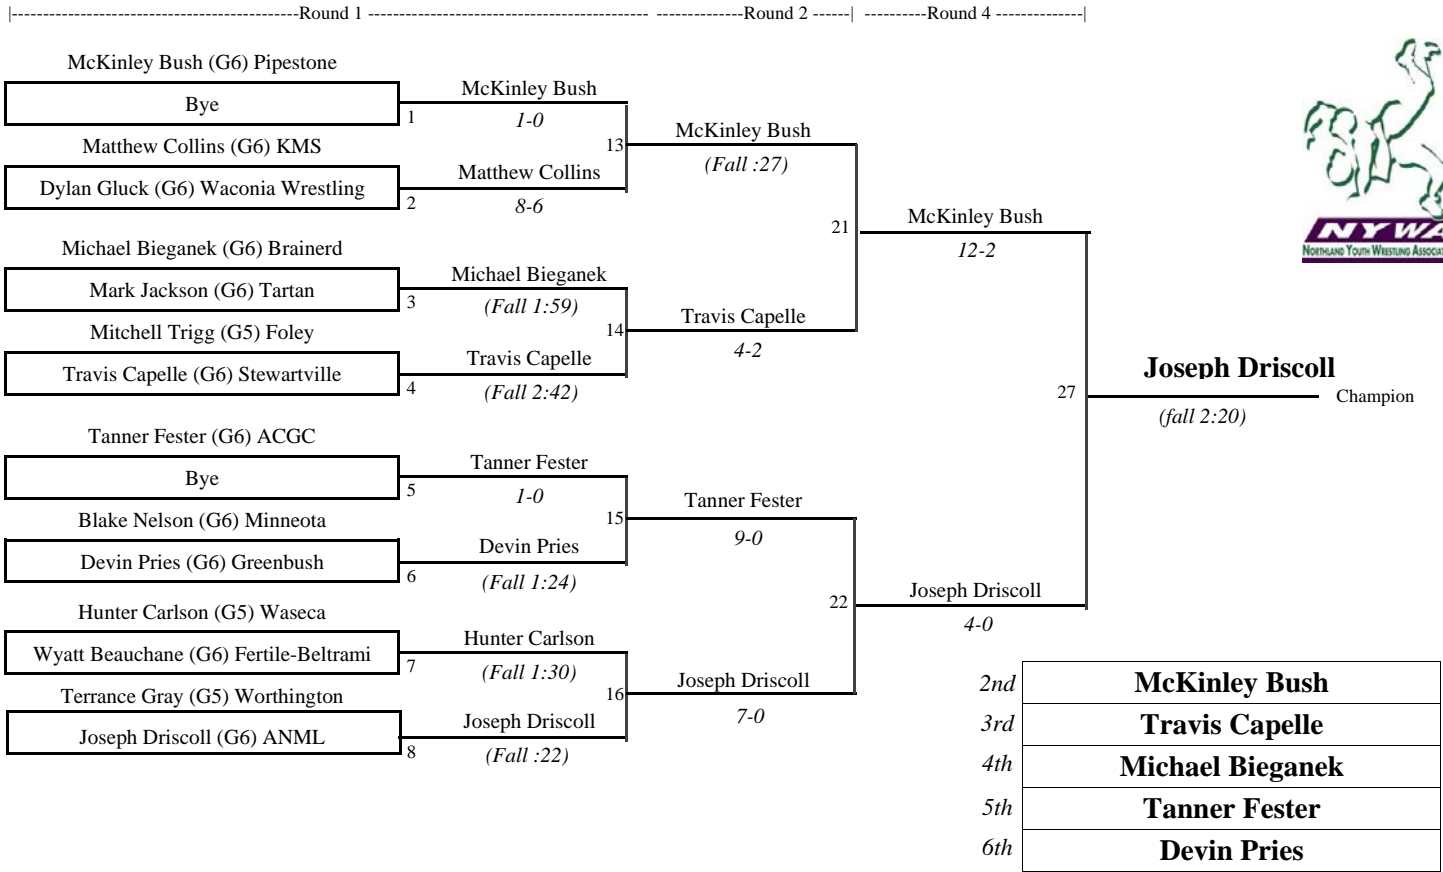 |----------------------------------------------Round 1 --------------------------------------------- --------------Round 2 ------| ----------Round 4 --------------|
McKinley Bush (G6) Pipestone
Bye
1
McKinley Bush
1-0
Matthew Collins (G6) KMS
Dylan Gluck (G6) Waconia Wrestling
2
Matthew Collins
8-6
13
McKinley Bush
(Fall :27)
Michael Bieganek (G6) Brainerd
Mark Jackson (G6) Tartan
3
Michael Bieganek
(Fall 1:59)
Mitchell Trigg (G5) Foley
Travis Capelle (G6) Stewartville
4
Travis Capelle
(Fall 2:42)
14
Travis Capelle
4-2
21
McKinley Bush
12-2
Tanner Fester (G6) ACGC
Bye
5
Tanner Fester
1-0
Blake Nelson (G6) Minneota
Devin Pries (G6) Greenbush
6
Devin Pries
(Fall 1:24)
15
Tanner Fester
9-0
Hunter Carlson (G5) Waseca
Wyatt Beauchane (G6) Fertile-Beltrami
7
Hunter Carlson
(Fall 1:30)
Terrance Gray (G5) Worthington
Joseph Driscoll (G6) ANML
8
Joseph Driscoll
(Fall :22)
16
Joseph Driscoll
7-0
22
Joseph Driscoll
4-0
27
Joseph Driscoll
Champion
(fall 2:20)
NYWA
NORTHLAND YOUTH WRESTLING ASSOCIAT
2nd McKinley Bush
3rd Travis Capelle
4th Michael Bieganek
5th Tanner Fester
6th Devin Pries